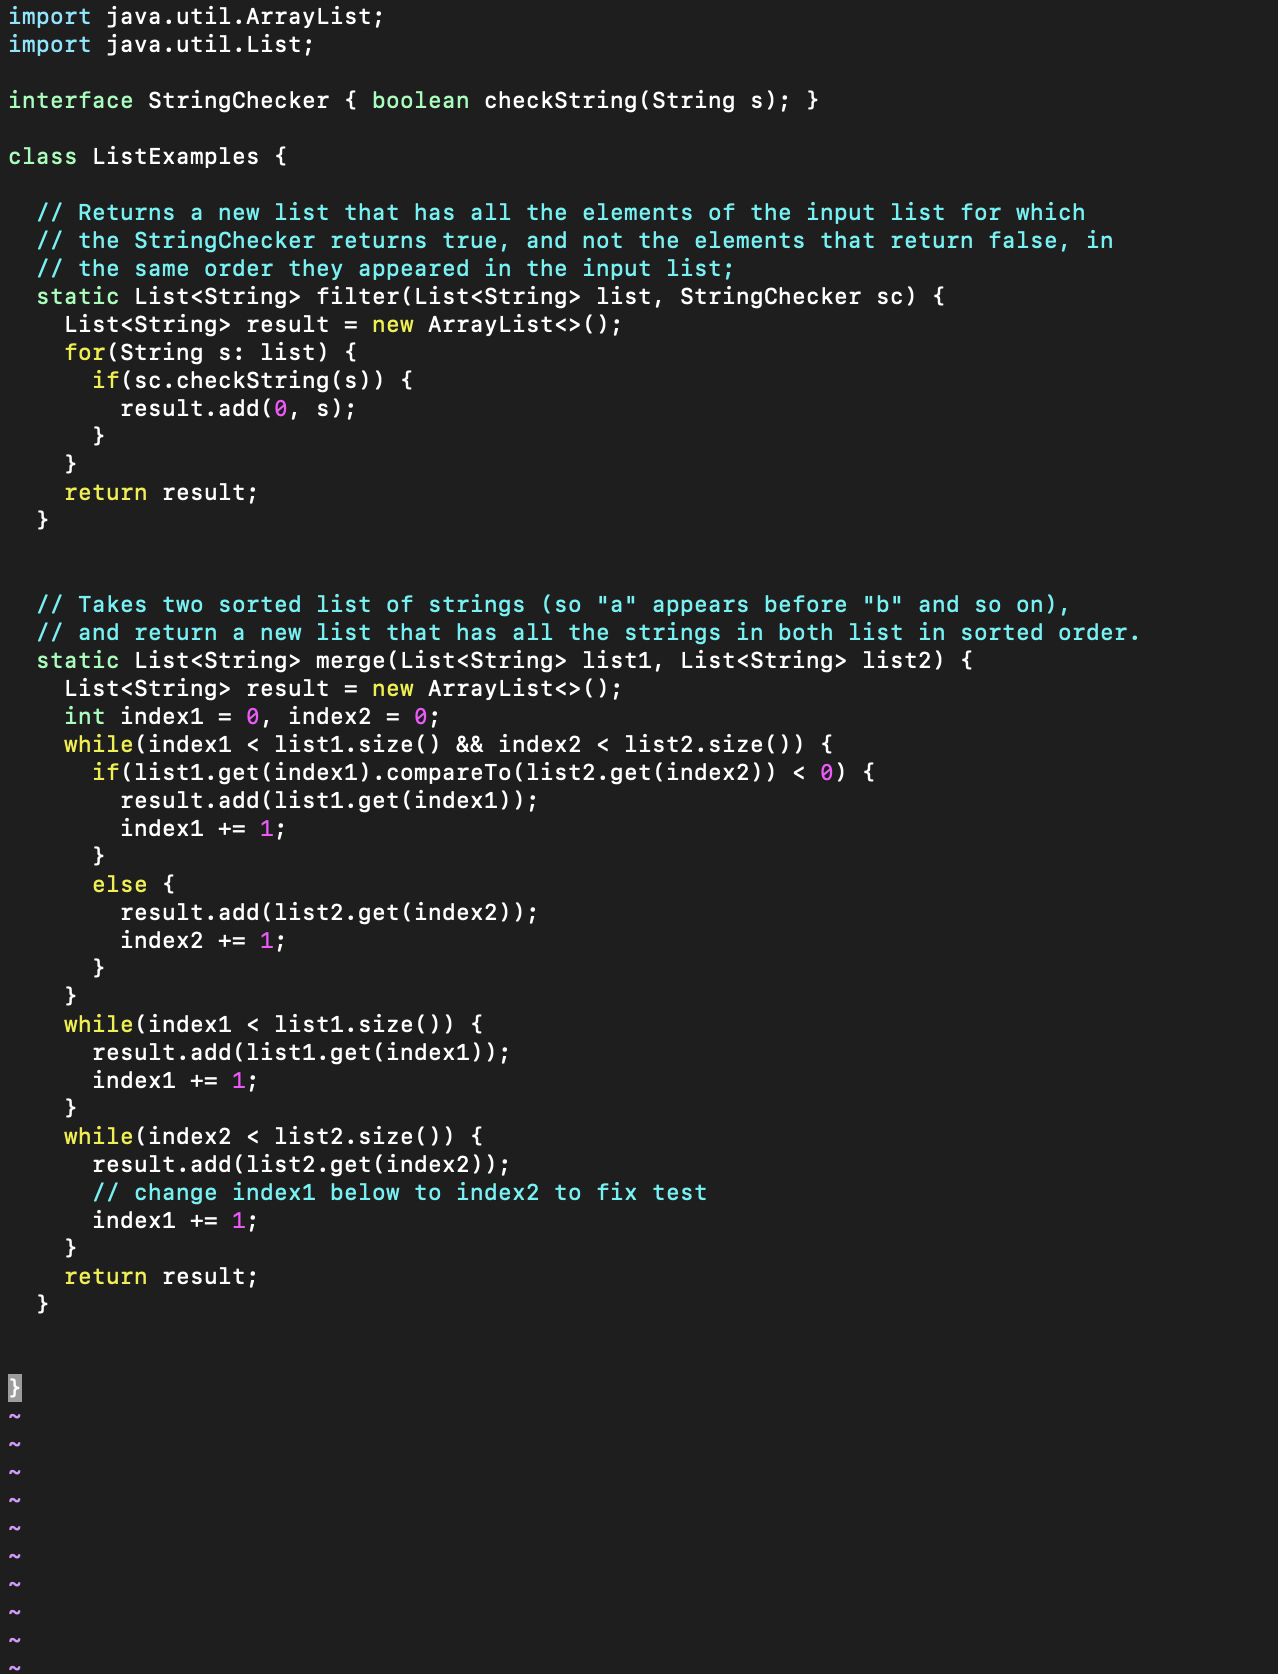 import java.util.ArrayList;
import java.util.List;

interface StringChecker { boolean checkString(String s); }

class ListExamples {

  // Returns a new list that has all the elements of the input list for which
  // the StringChecker returns true, and not the elements that return false, in
  // the same order they appeared in the input list;
  static List<String> filter(List<String> list, StringChecker sc) {
    List<String> result = new ArrayList<>();
    for(String s: list) {
      if(sc.checkString(s)) {
        result.add(0, s);
      }
    }
    return result;
  }


  // Takes two sorted list of strings (so "a" appears before "b" and so on),
  // and return a new list that has all the strings in both list in sorted order.
  static List<String> merge(List<String> list1, List<String> list2) {
    List<String> result = new ArrayList<>();
    int index1 = 0, index2 = 0;
    while(index1 < list1.size() && index2 < list2.size()) {
      if(list1.get(index1).compareTo(list2.get(index2)) < 0) {
        result.add(list1.get(index1));
        index1 += 1;
      }
      else {
        result.add(list2.get(index2));
        index2 += 1;
      }
    }
    while(index1 < list1.size()) {
      result.add(list1.get(index1));
      index1 += 1;
    }
    while(index2 < list2.size()) {
      result.add(list2.get(index2));
      // change index1 below to index2 to fix test
      index1 += 1;
    }
    return result;
  }


}
~
~
~
~
~
~
~
~
~
~